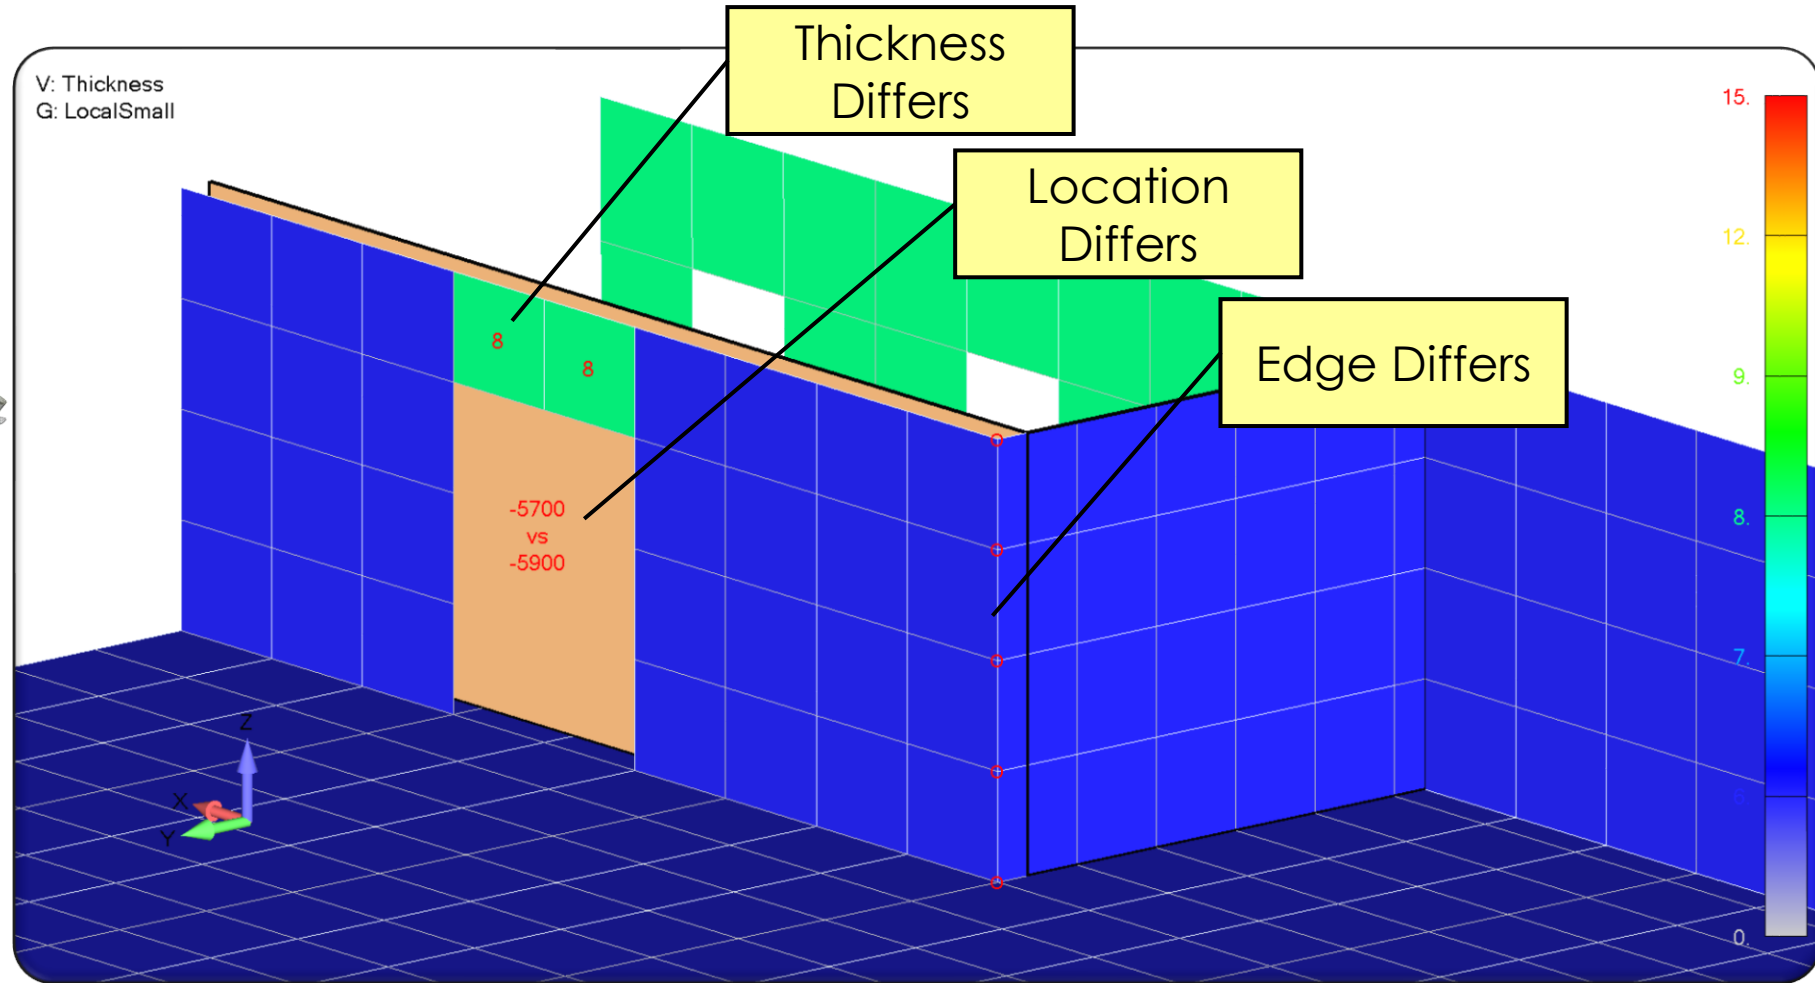 Thickness
Differs
V: Thickness
G: LocalSmall
Location
Differs
Edge Differs
15.
12.
9.
8.
7.
6
0.
8
8
-5700
vs
-5900
Z
X
Y